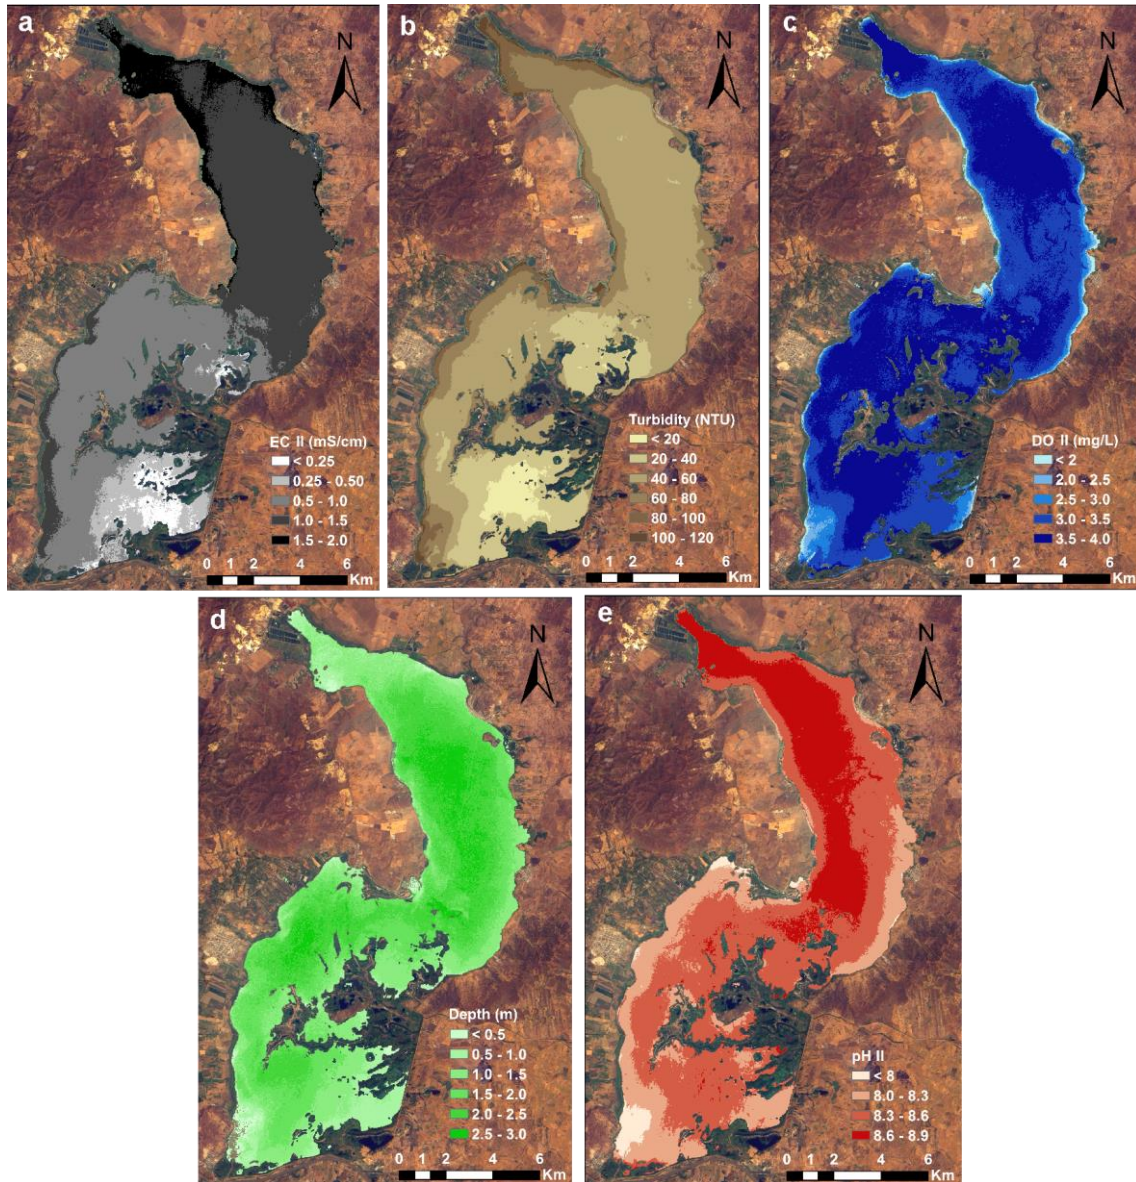 a
N
EC II (mS/cm)
< 0.25
0.25 - 0.50
0.5 - 1.0
1.0 - 1.5
1.5 - 2.0
0 1 2 4 6
Km
b
N
Turbidity (NTU)
< 20
20 - 40
40 - 60
60 - 80
80 - 100
100 - 120
0 1 2 4 6
Km
c
N
DO II (mg/L)
< 2
2.0 - 2.5
2.5 - 3.0
3.0 - 3.5
3.5 - 4.0
0 1 2 4 6
Km
d
N
Depth (m)
< 0.5
0.5 - 1.0
1.0 - 1.5
1.5 - 2.0
2.0 - 2.5
2.5 - 3.0
0 1 2 4 6
Km
e
N
pH II
< 8
8.0 - 8.3
8.3 - 8.6
8.6 - 8.9
0 1 2 4 6
Km